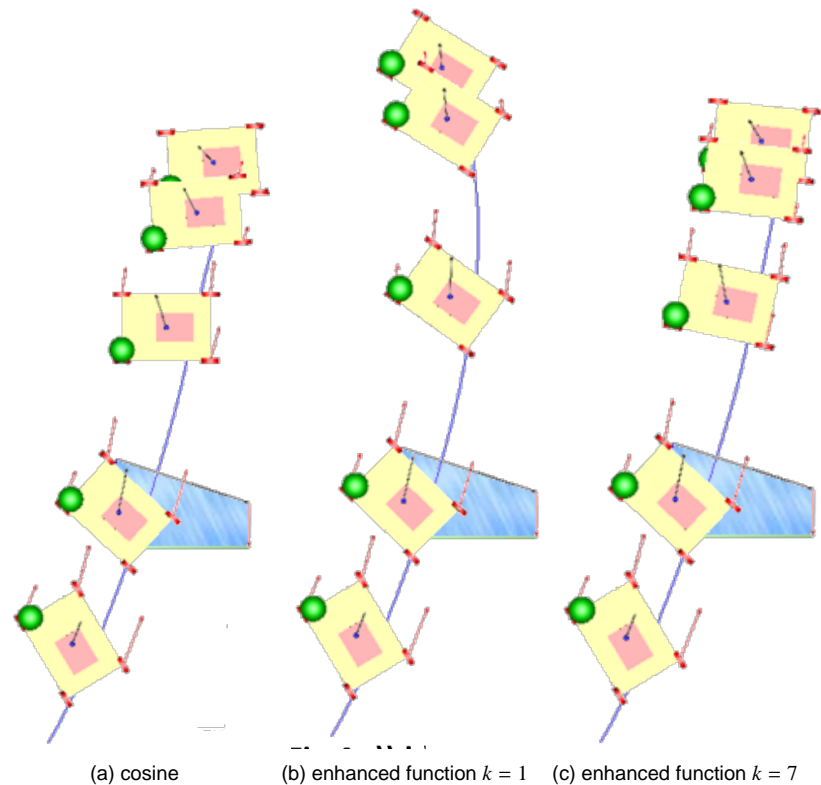 (a) cosine
(b) enhanced function k = 1
(c) enhanced function k = 7